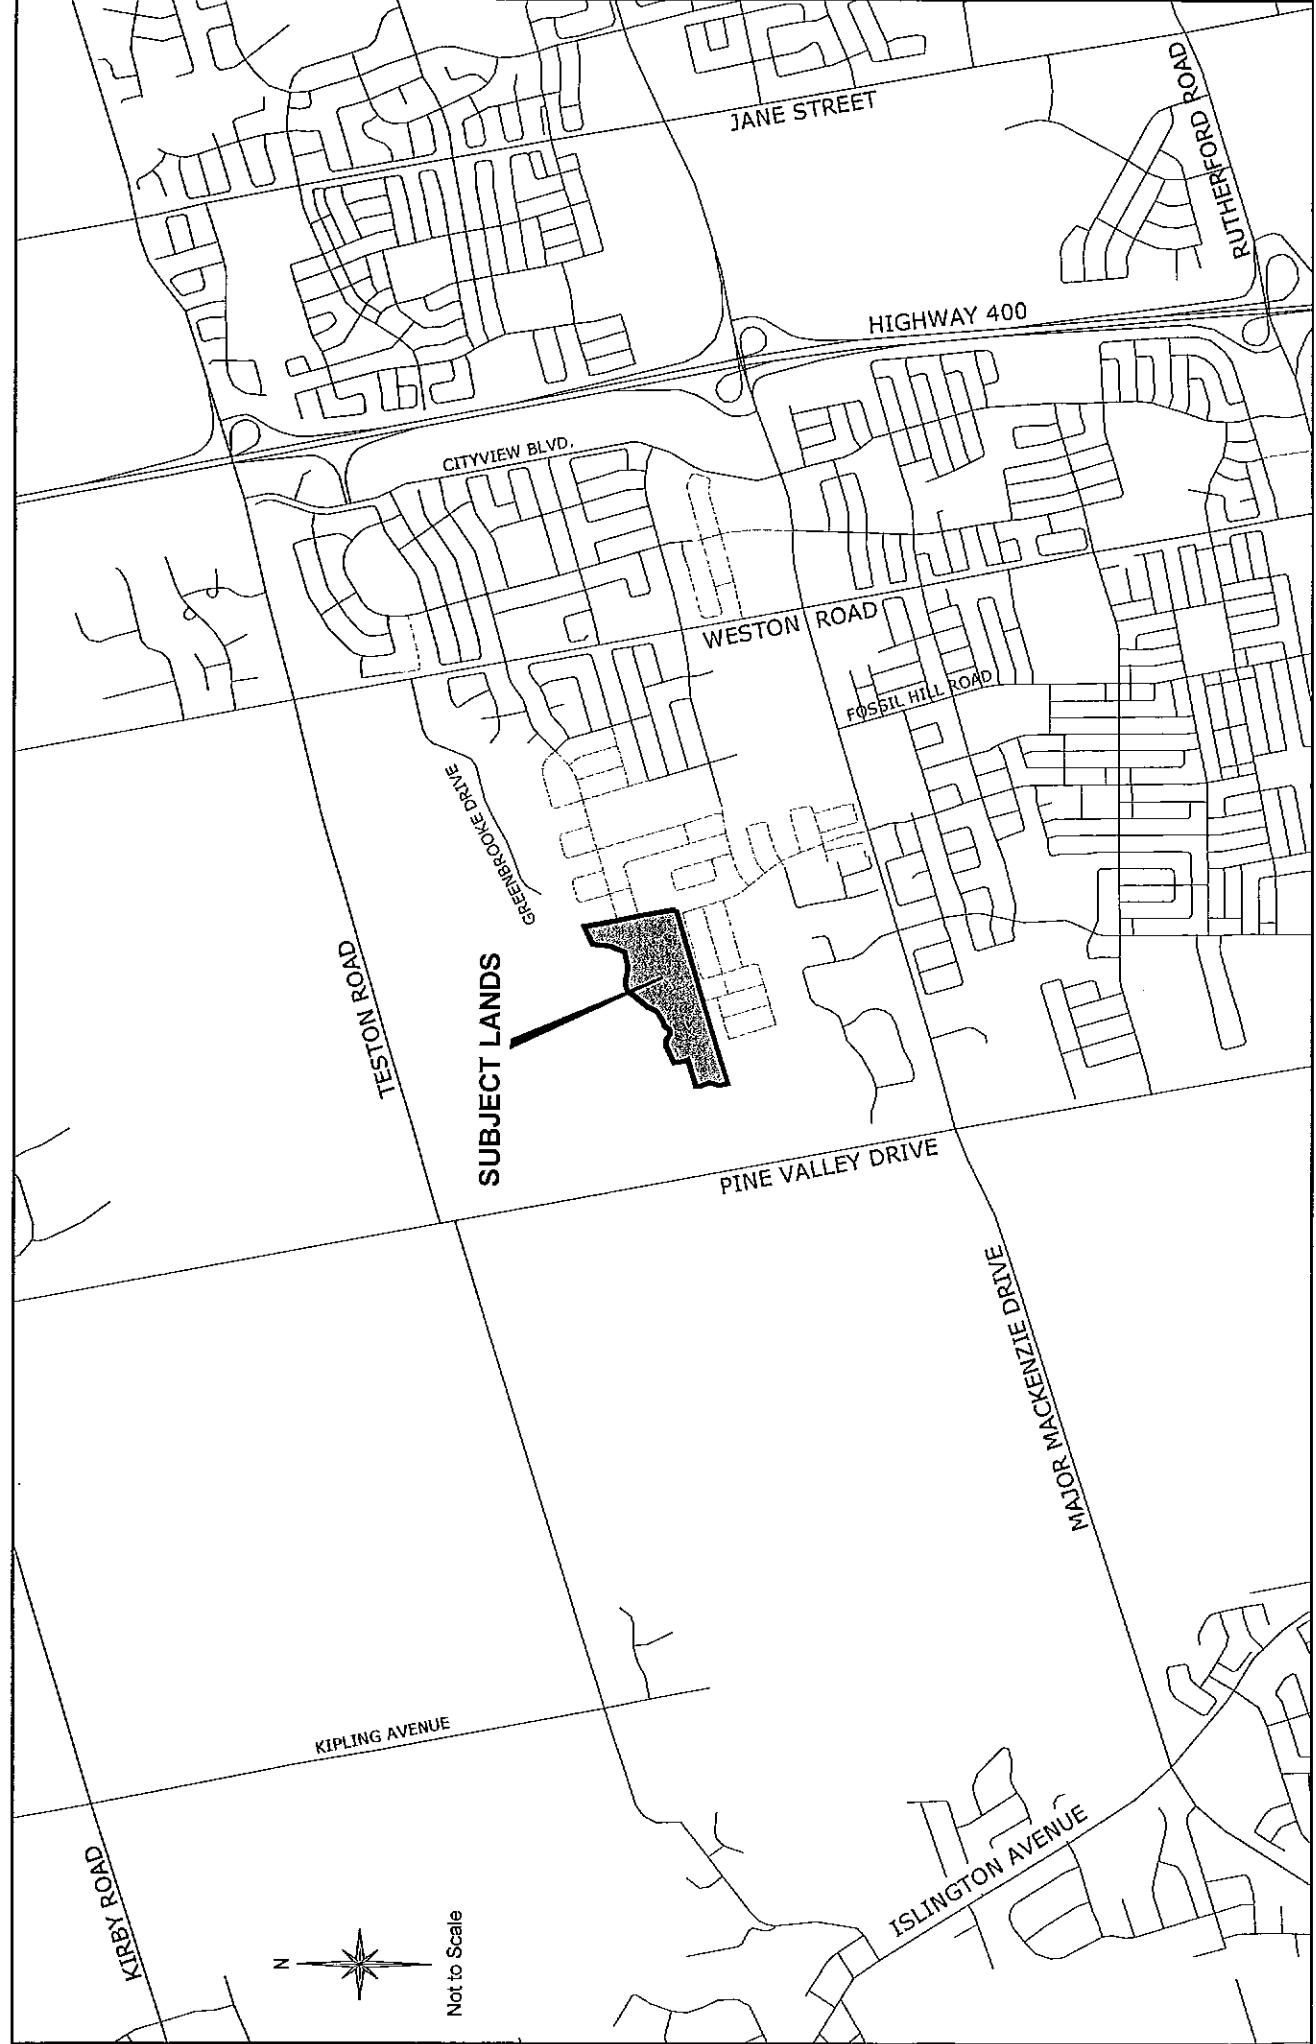 KIRBY ROAD
KIPLING AVENUE
TESTON ROAD
SUBJECT LANDS
GREENBROOKE DRIVE
CITYVIEW BLVD.
JANE STREET
HIGHWAY 400
WESTON ROAD
FOSSIL HILL ROAD
PINE VALLEY DRIVE
MAJOR MACKENZIE DRIVE
ISLINGTON AVENUE
RUTHERFORD ROAD
N
Not to Scale